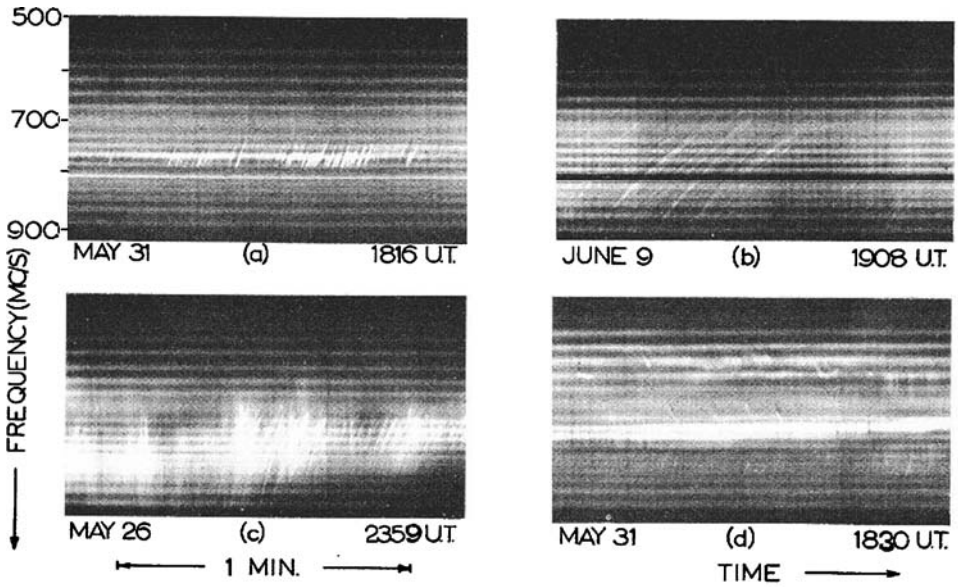 500
700
900
MAY 31 (a) 1816 U.T.
JUNE 9 (b) 1908 U.T.
FREQUENCY(MC/S)
MAY 26 (c) 2359 U.T.
MAY 31 (d) 1830 U.T.
1 MIN.
TIME